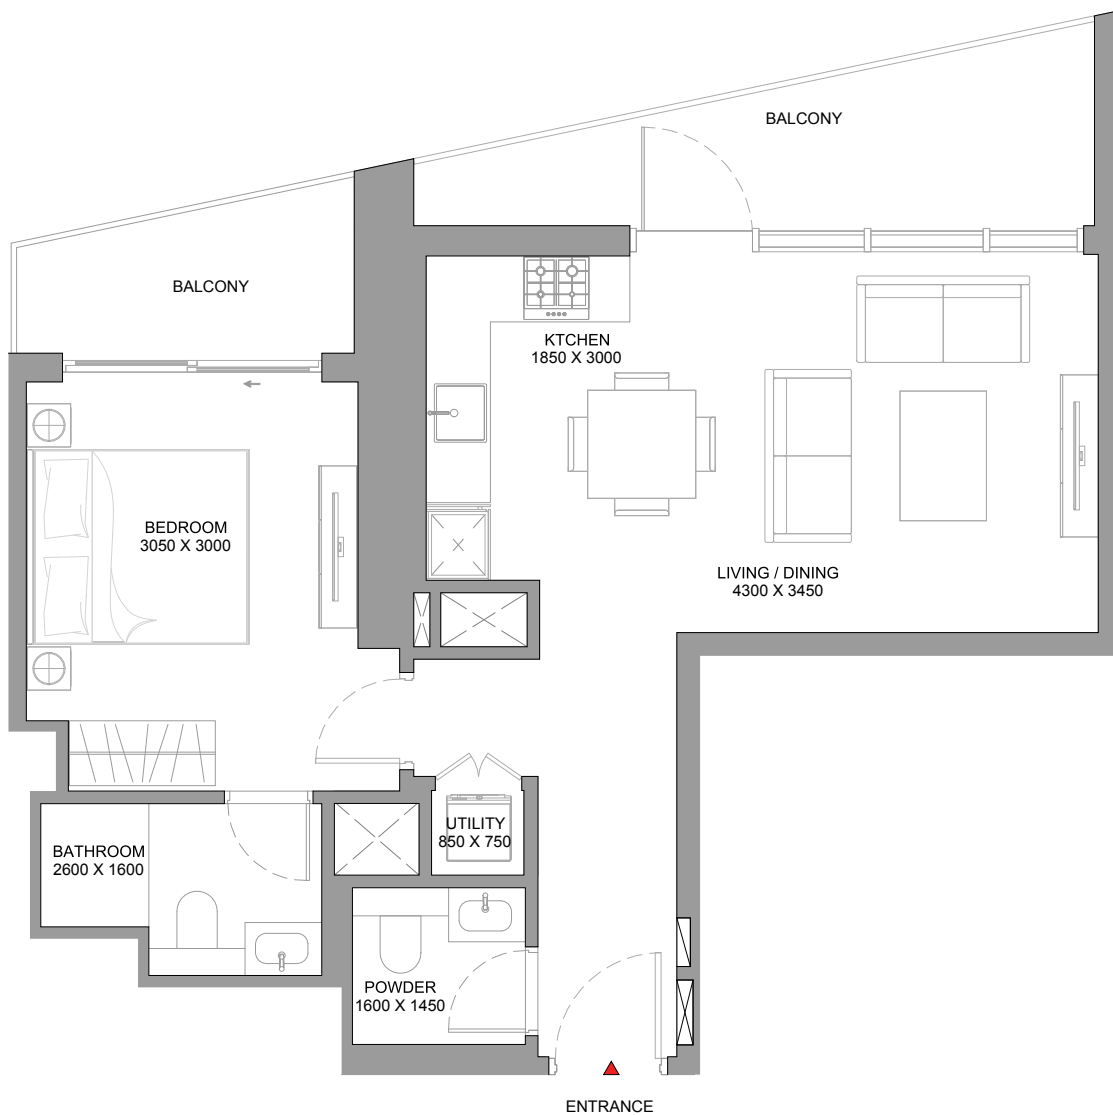 BALCONY
BALCONY
KTCHEN
1850 X 3000
BEDROOM
3050 X 3000
LIVING / DINING
4300 X 3450
UTILITY
850 X 750
BATHROOM
2600 X 1600
POWDER
1600 X 1450
ENTRANCE